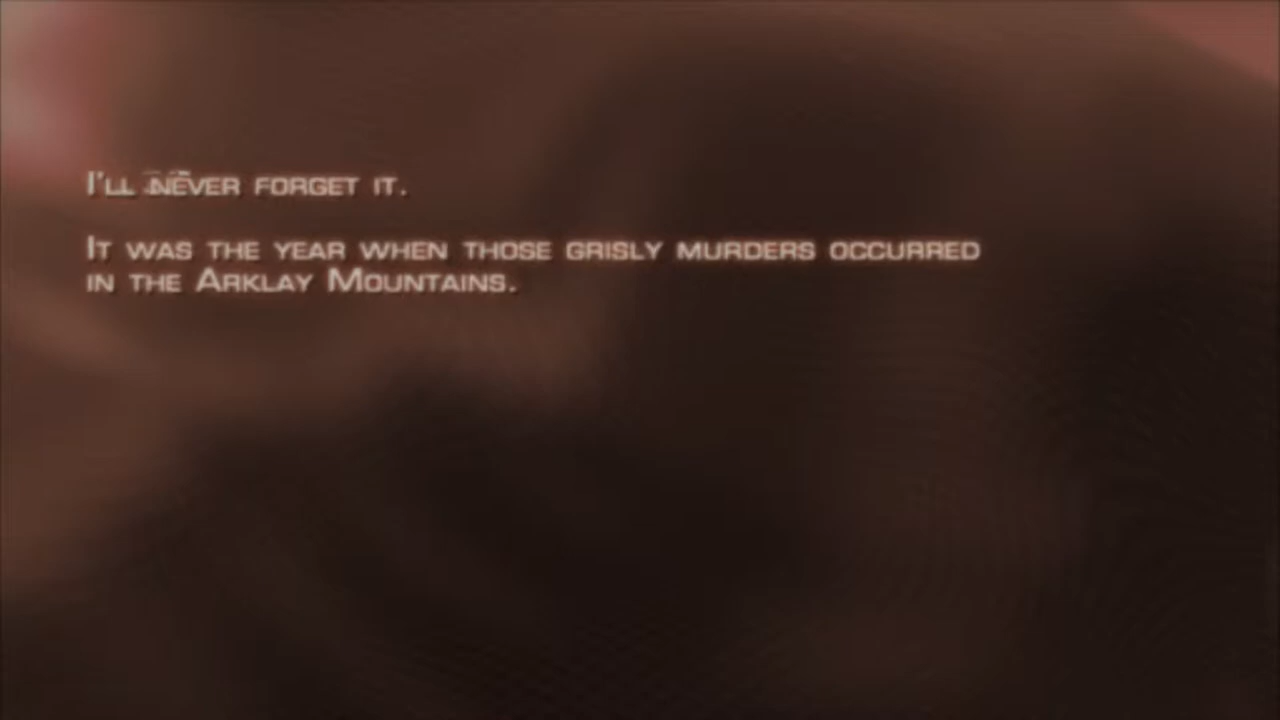 I'll never forget it.
It was the year when those grisly murders occurred
in the Arklay Mountains.